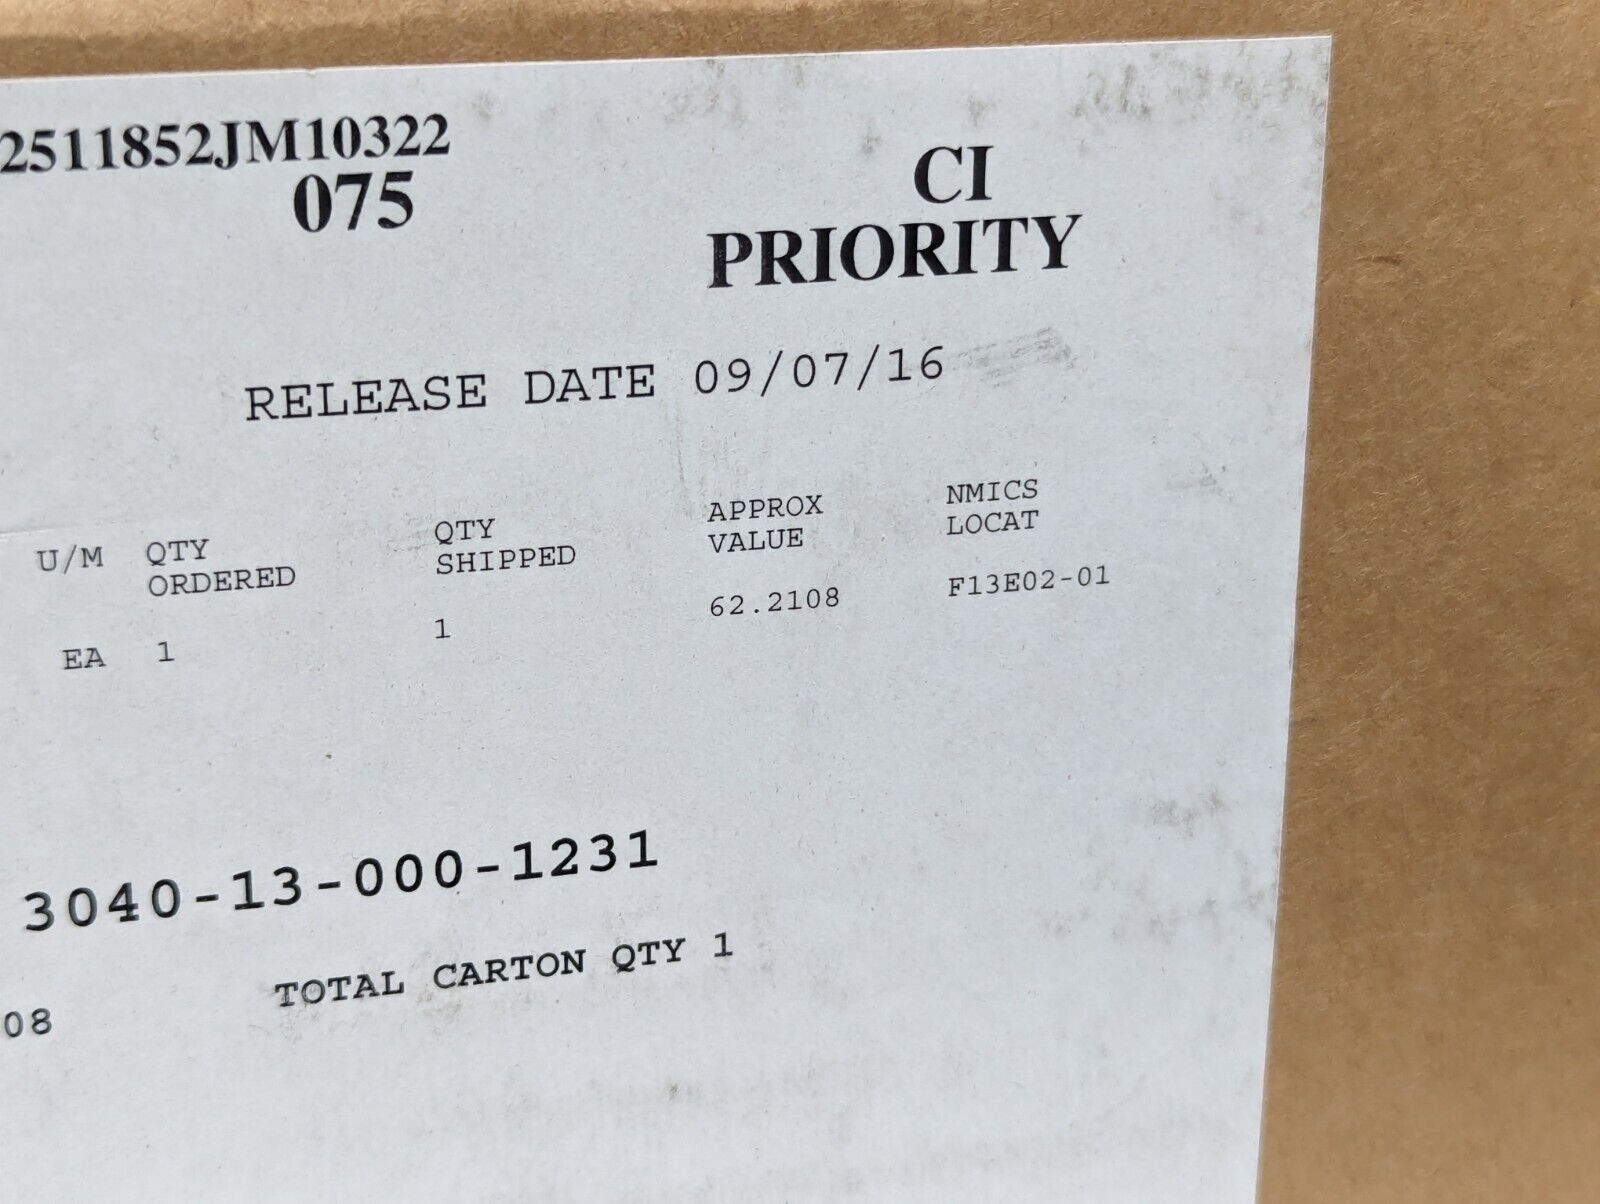 2511852JM10322
075
CI
PRIORITY
RELEASE DATE 09/07/16
U/M QTY ORDERED QTY SHIPPED APPROX VALUE NMICS LOCAT
EA 1 1 62.2108 F13E02-01
3040-13-000-1231
TOTAL CARTON QTY 1
08